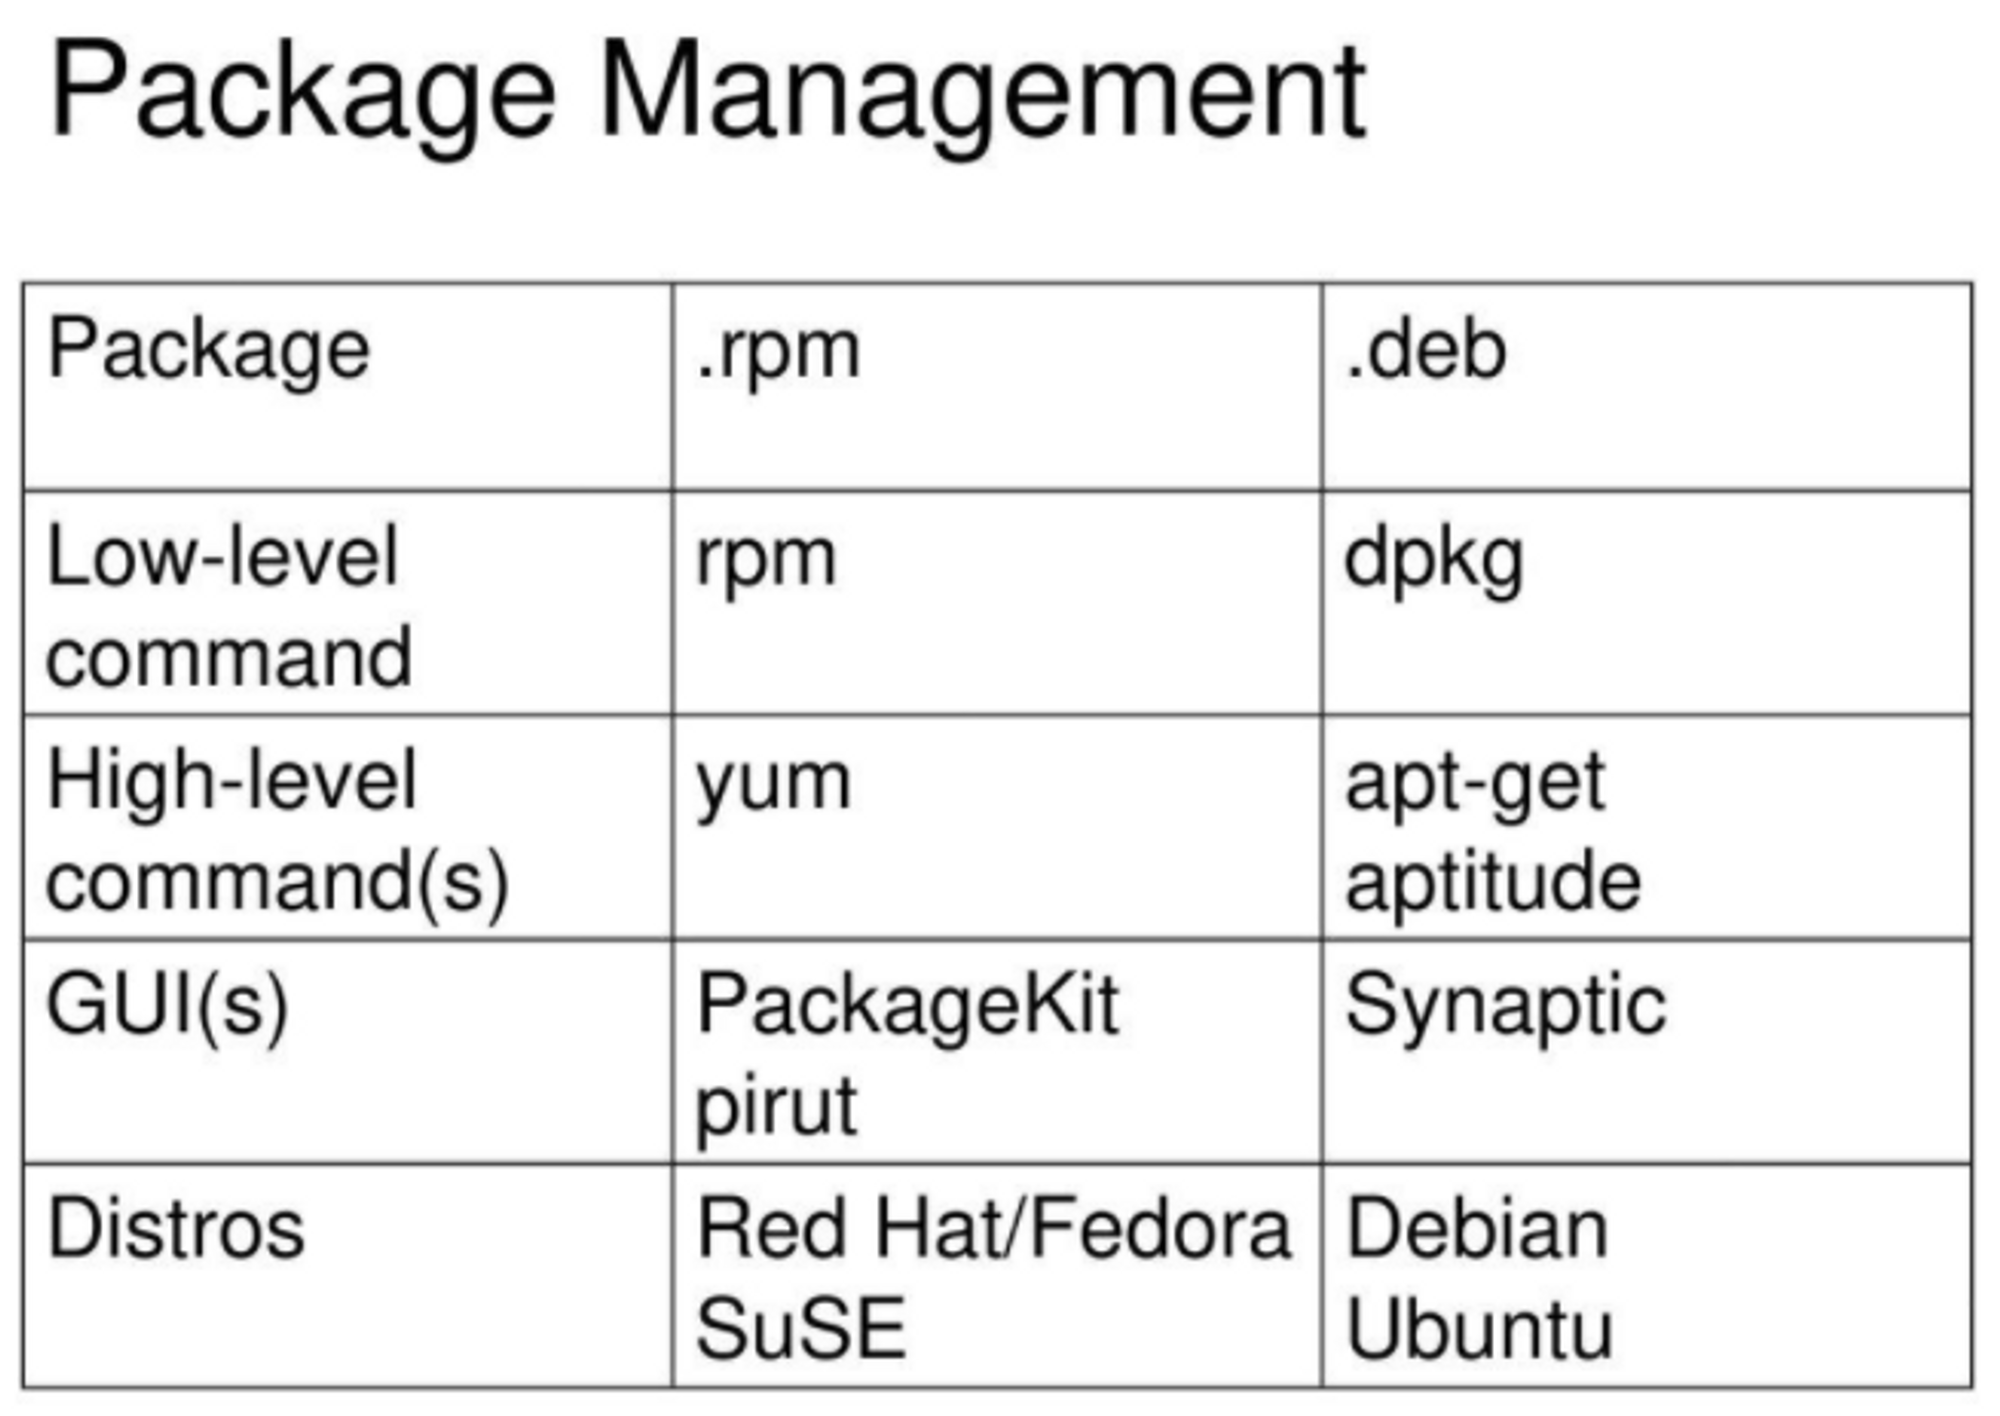 Package Management
Package
.rpm
.deb
Low-level
command
rpm
dpkg
High-level
command(s)
yum
apt-get
aptitude
GUI(s)
PackageKit
pirut
Synaptic
Distros
Red Hat/Fedora
SuSE
Debian
Ubuntu